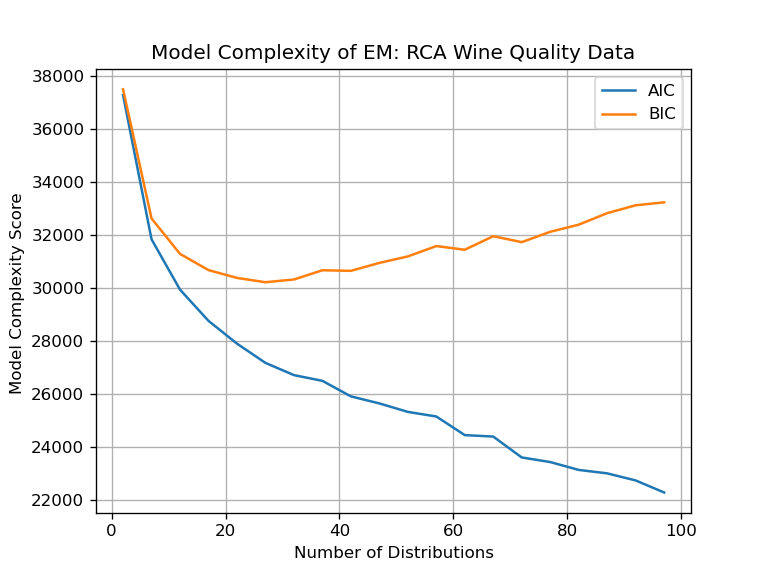 Model Complexity of EM: RCA Wine Quality Data
AIC
BIC
38000
36000
34000
32000
30000
28000
26000
24000
22000
Model Complexity Score
0 20 40 60 80 100
Number of Distributions